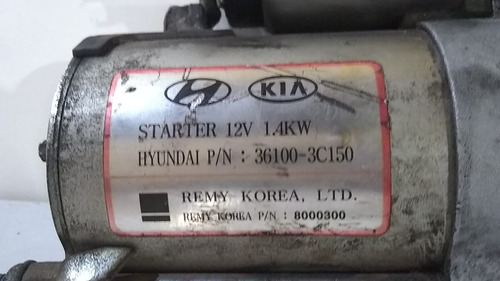 KIA
STARTER 12V 1.4KW
HYUNDAI P/N : 36100-3C150
REMY KOREA, LTD.
REMY KOREA P/N : 8000300